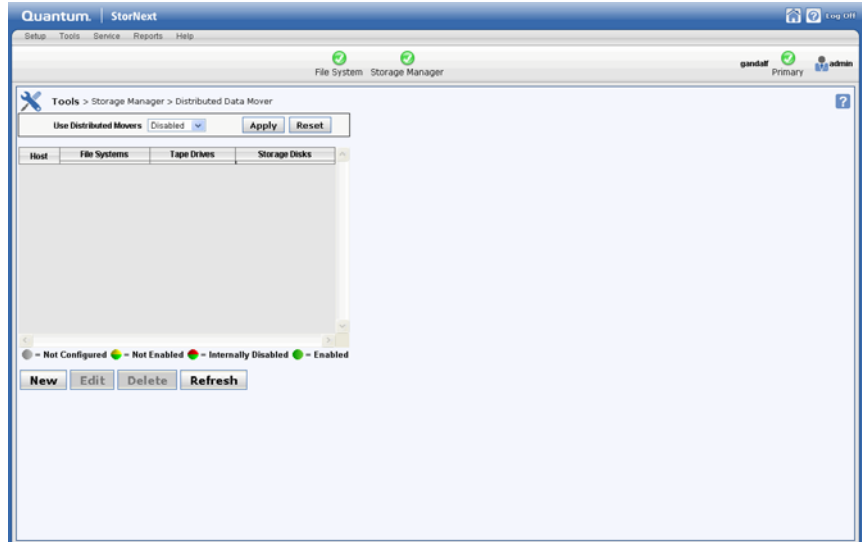 Quantum. | StorNext
Log Off
Setup Tools Service Reports Help
File System Storage Manager
gandalf Primary admin
Tools > Storage Manager > Distributed Data Mover
?
Use Distributed Movers Disabled Apply Reset
Host File Systems Tape Drives Storage Disks
= Not Configured = Not Enabled = Internally Disabled = Enabled
New Edit Delete Refresh